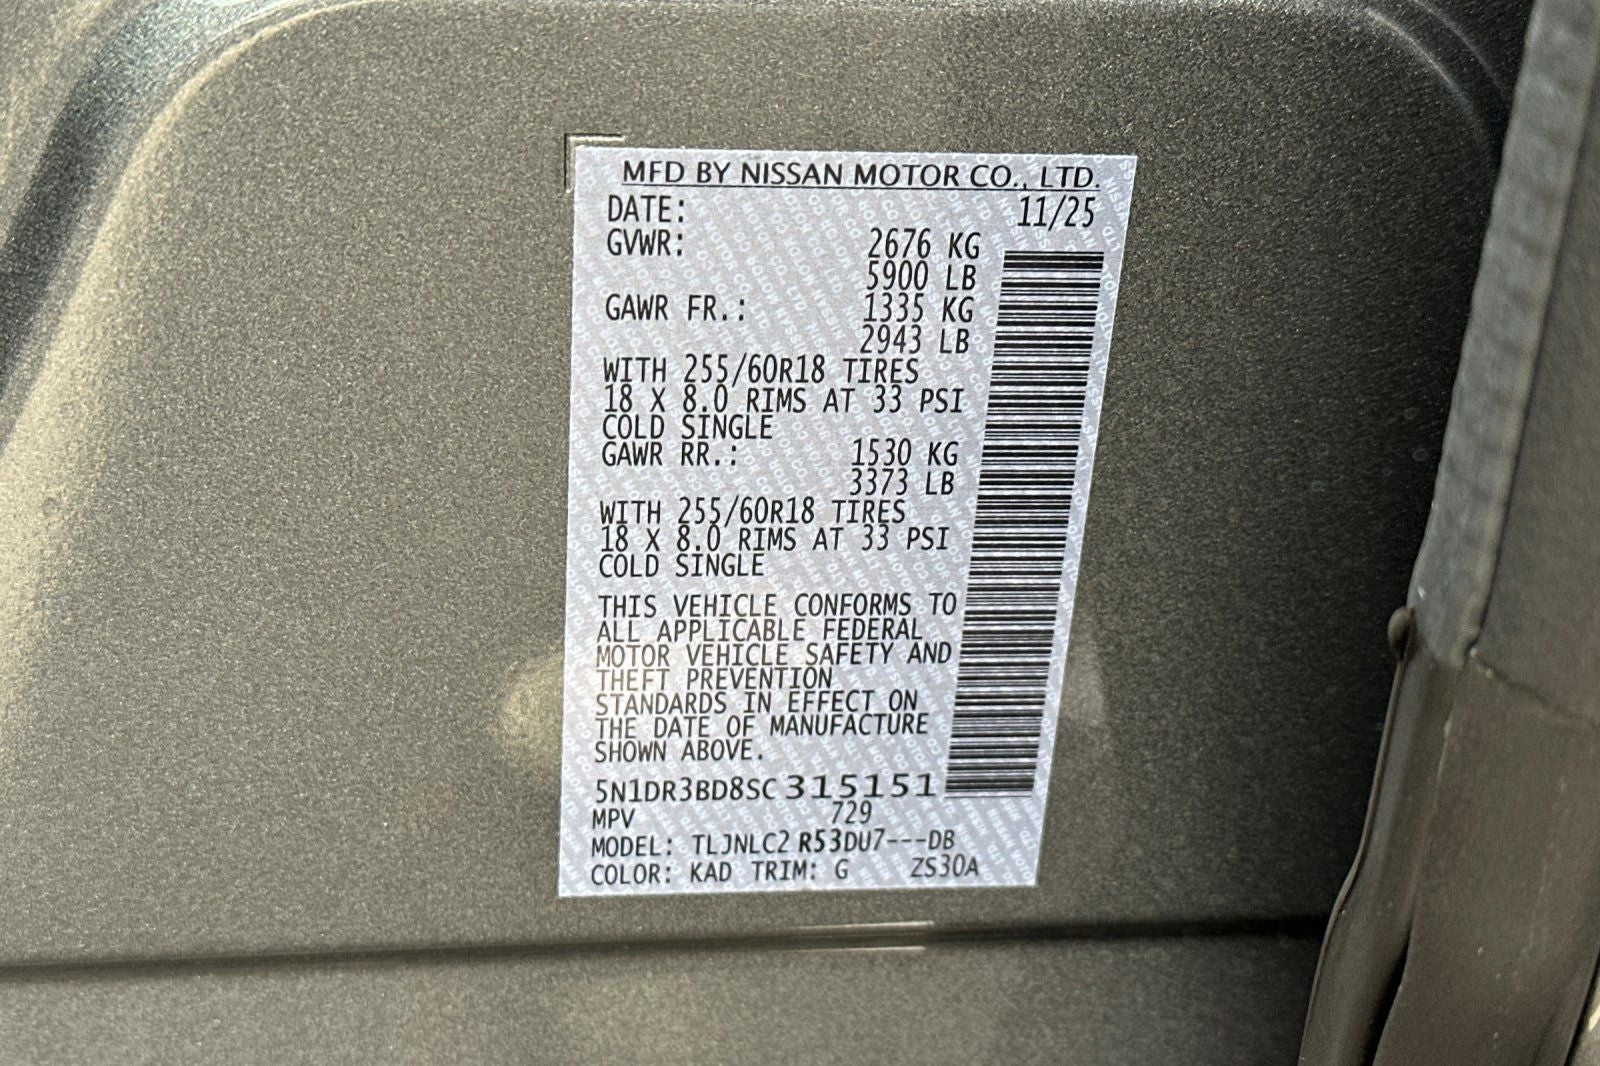 MFD BY NISSAN MOTOR CO., LTD.
DATE: 11/25
GVWR: 2676 KG
5900 LB
GAWR FR.: 1335 KG
2943 LB
WITH 255/60R18 TIRES
18 X 8.0 RIMS AT 33 PSI
COLD SINGLE
GAWR RR.: 1530 KG
3373 LB
WITH 255/60R18 TIRES
18 X 8.0 RIMS AT 33 PSI
COLD SINGLE
THIS VEHICLE CONFORMS TO
ALL APPLICABLE FEDERAL
MOTOR VEHICLE SAFETY AND
THEFT PREVENTION
STANDARDS IN EFFECT ON
THE DATE OF MANUFACTURE
SHOWN ABOVE.
5N1DR3BD8SC315151
MPV 729
MODEL: TLJNLC2 R53DU7---DB
COLOR: KAD TRIM: G ZS30A